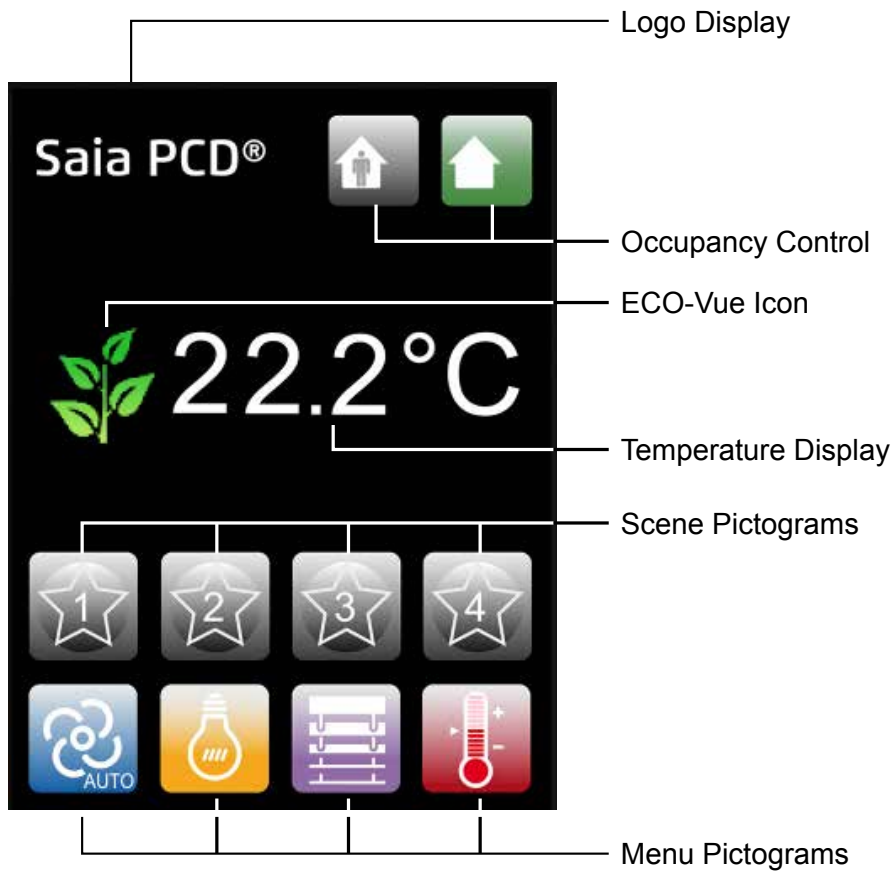 Logo Display
Saia PCD®
Occupancy Control
ECO-Vue Icon
22.2°C
Temperature Display
Scene Pictograms
1 2 3 4
AUTO
+
-
Menu Pictograms